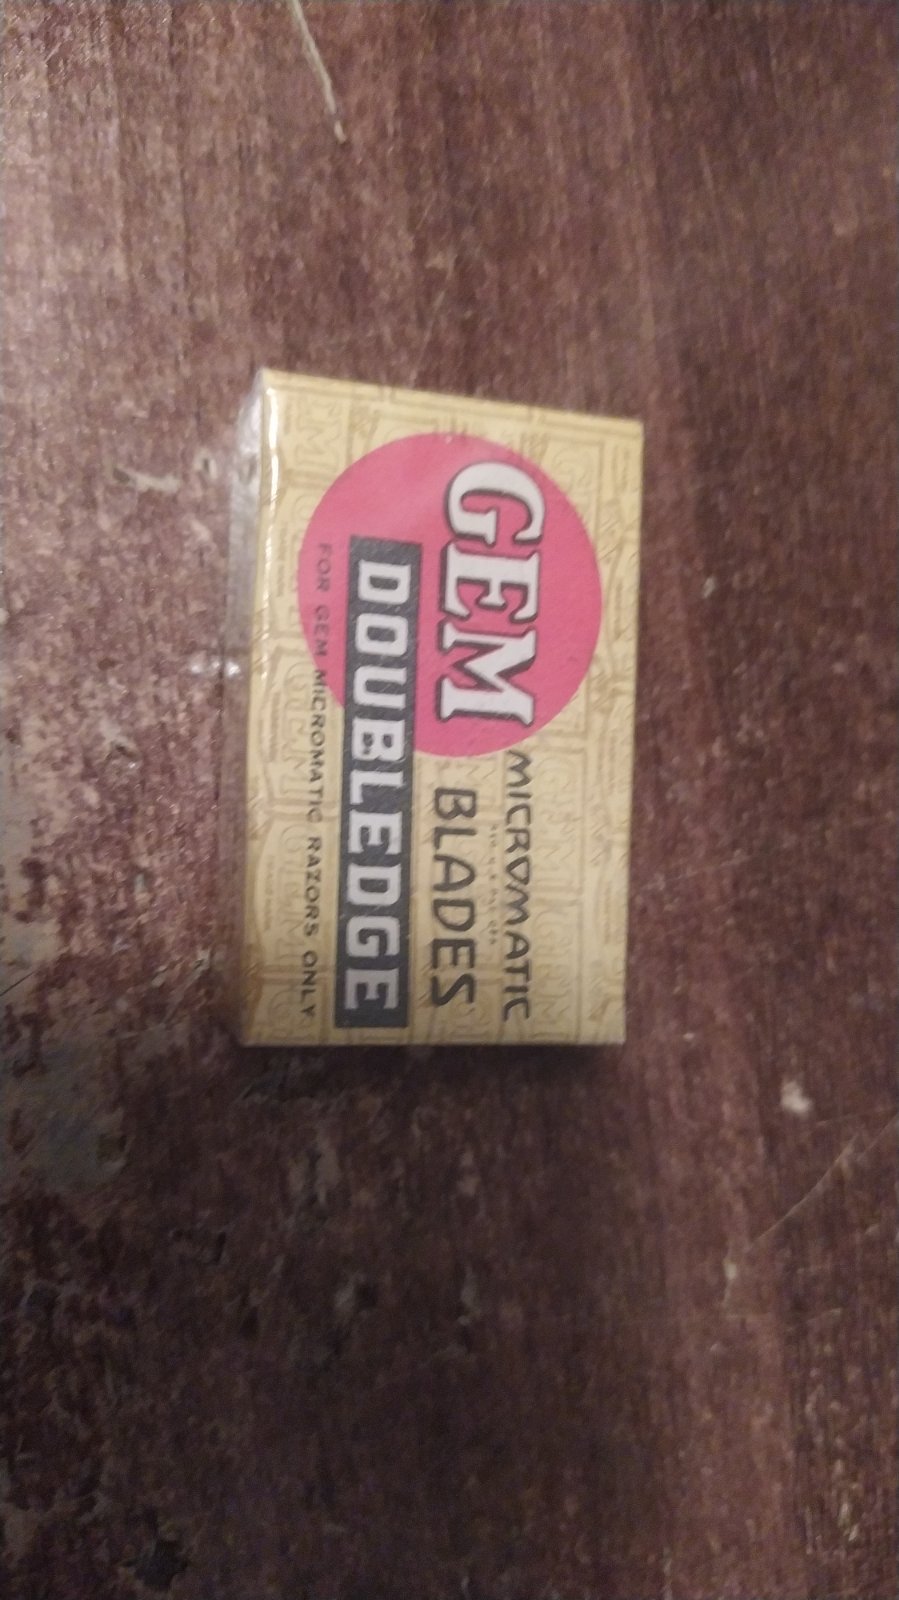 GEM MICROMATIC
BLADES
DOUBLEDGE
FOR GEM MICROMATIC RAZORS ONLY